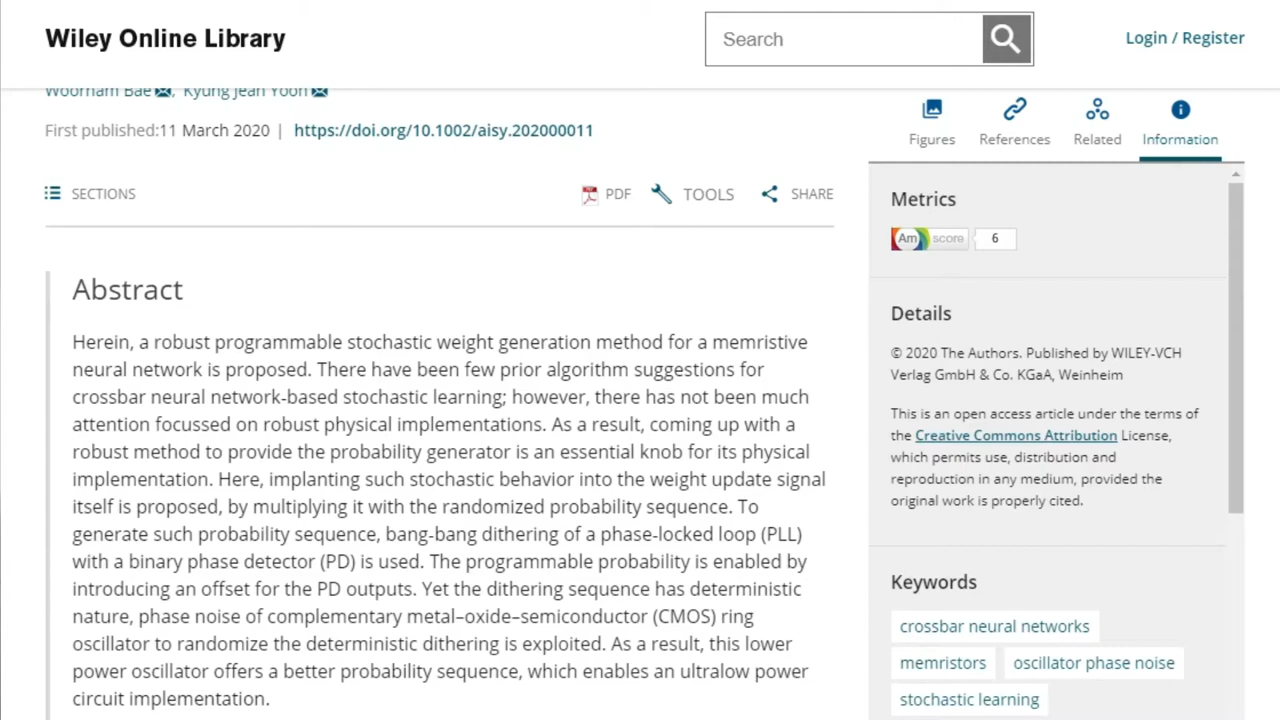 Wiley Online Library
Search
Login / Register
Woorham Bae, Kyung Jean Yoon
First published:11 March 2020 | https://doi.org/10.1002/aisy.202000011
Figures
References
Related
Information
SECTIONS
PDF
TOOLS
SHARE
Abstract
Herein, a robust programmable stochastic weight generation method for a memristive
neural network is proposed. There have been few prior algorithm suggestions for
crossbar neural network-based stochastic learning; however, there has not been much
attention focussed on robust physical implementations. As a result, coming up with a
robust method to provide the probability generator is an essential knob for its physical
implementation. Here, implanting such stochastic behavior into the weight update signal
itself is proposed, by multiplying it with the randomized probability sequence. To
generate such probability sequence, bang-bang dithering of a phase-locked loop (PLL)
with a binary phase detector (PD) is used. The programmable probability is enabled by
introducing an offset for the PD outputs. Yet the dithering sequence has deterministic
nature, phase noise of complementary metal–oxide–semiconductor (CMOS) ring
oscillator to randomize the deterministic dithering is exploited. As a result, this lower
power oscillator offers a better probability sequence, which enables an ultralow power
circuit implementation.
Metrics
Am score 6
Details
© 2020 The Authors. Published by WILEY-VCH
Verlag GmbH & Co. KGaA, Weinheim
This is an open access article under the terms of
the Creative Commons Attribution License,
which permits use, distribution and
reproduction in any medium, provided the
original work is properly cited.
Keywords
crossbar neural networks
memristors
oscillator phase noise
stochastic learning